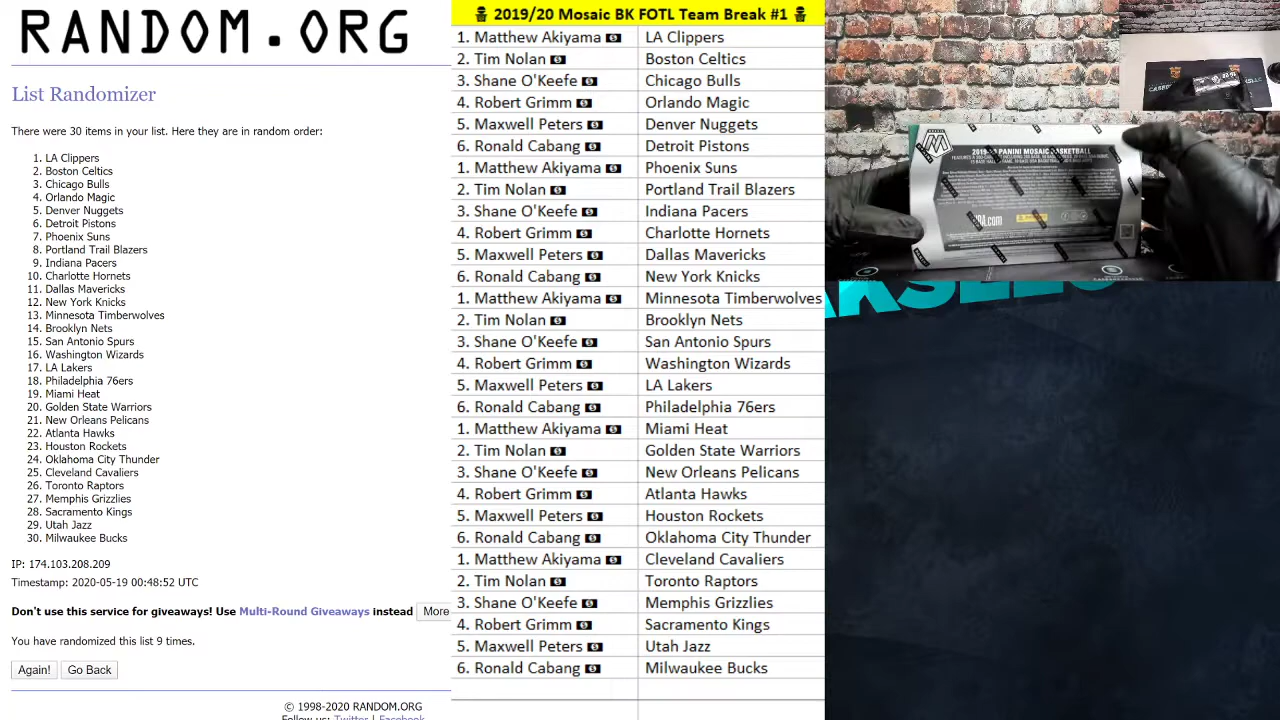 RANDOM.ORG
List Randomizer
There were 30 items in your list. Here they are in random order:
1. LA Clippers
2. Boston Celtics
3. Chicago Bulls
4. Orlando Magic
5. Denver Nuggets
6. Detroit Pistons
7. Phoenix Suns
8. Portland Trail Blazers
9. Indiana Pacers
10. Charlotte Hornets
11. Dallas Mavericks
12. New York Knicks
13. Minnesota Timberwolves
14. Brooklyn Nets
15. San Antonio Spurs
16. Washington Wizards
17. LA Lakers
18. Philadelphia 76ers
19. Miami Heat
20. Golden State Warriors
21. New Orleans Pelicans
22. Atlanta Hawks
23. Houston Rockets
24. Oklahoma City Thunder
25. Cleveland Cavaliers
26. Toronto Raptors
27. Memphis Grizzlies
28. Sacramento Kings
29. Utah Jazz
30. Milwaukee Bucks
IP: 174.103.208.209
Timestamp: 2020-05-19 00:48:52 UTC
Don't use this service for giveaways! Use Multi-Round Giveaways instead More
You have randomized this list 9 times.
Again! Go Back
© 1998-2020 RANDOM.ORG
Follow us: Twitter | Facebook
2019/20 Mosaic BK FOTL Team Break #1
1. Matthew Akiyama LA Clippers
2. Tim Nolan Boston Celtics
3. Shane O'Keefe Chicago Bulls
4. Robert Grimm Orlando Magic
5. Maxwell Peters Denver Nuggets
6. Ronald Cabang Detroit Pistons
1. Matthew Akiyama Phoenix Suns
2. Tim Nolan Portland Trail Blazers
3. Shane O'Keefe Indiana Pacers
4. Robert Grimm Charlotte Hornets
5. Maxwell Peters Dallas Mavericks
6. Ronald Cabang New York Knicks
1. Matthew Akiyama Minnesota Timberwolves
2. Tim Nolan Brooklyn Nets
3. Shane O'Keefe San Antonio Spurs
4. Robert Grimm Washington Wizards
5. Maxwell Peters LA Lakers
6. Ronald Cabang Philadelphia 76ers
1. Matthew Akiyama Miami Heat
2. Tim Nolan Golden State Warriors
3. Shane O'Keefe New Orleans Pelicans
4. Robert Grimm Atlanta Hawks
5. Maxwell Peters Houston Rockets
6. Ronald Cabang Oklahoma City Thunder
1. Matthew Akiyama Cleveland Cavaliers
2. Tim Nolan Toronto Raptors
3. Shane O'Keefe Memphis Grizzlies
4. Robert Grimm Sacramento Kings
5. Maxwell Peters Utah Jazz
6. Ronald Cabang Milwaukee Bucks
PANINI MOSAIC BASKETBALL